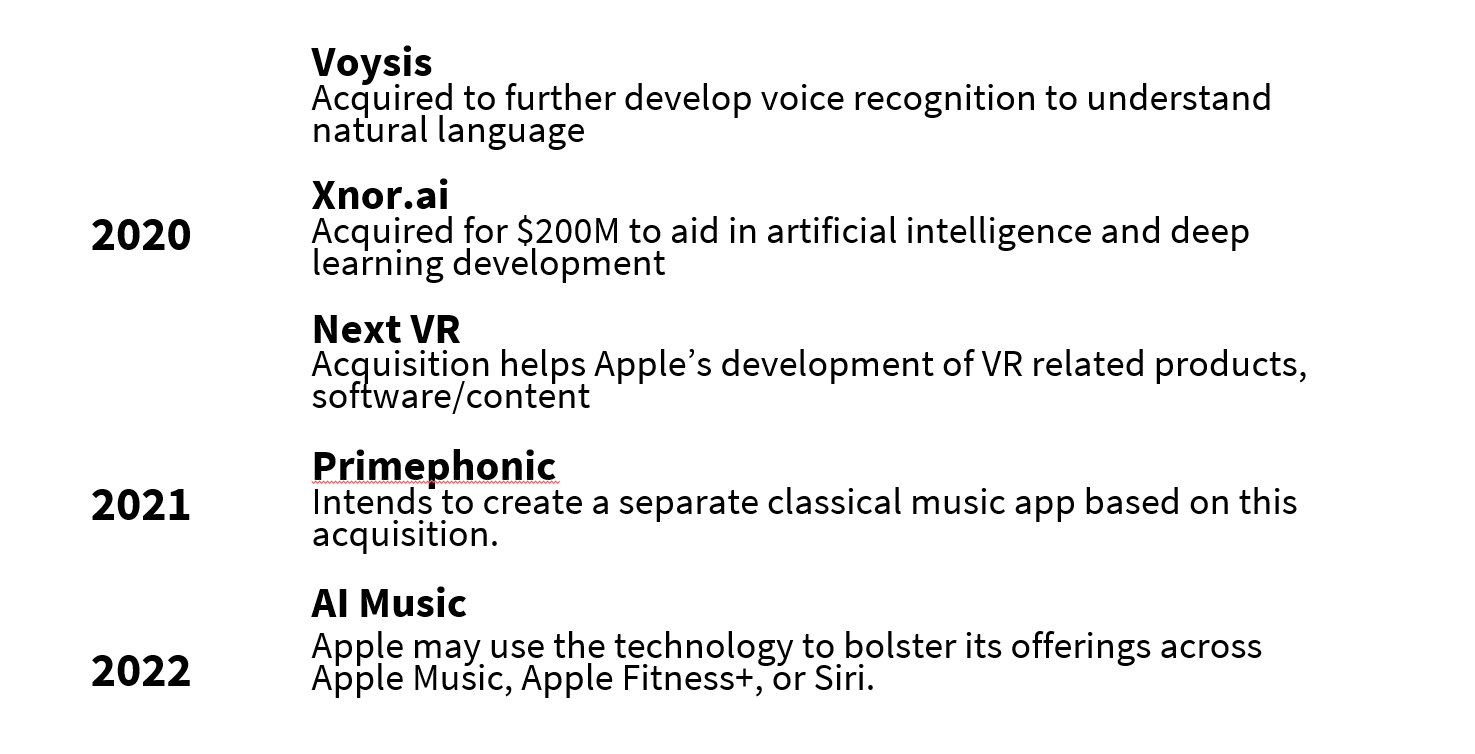 Voysis
Acquired to further develop voice recognition to understand
natural language
2020
Xnor.ai
Acquired for $200M to aid in artificial intelligence and deep
learning development
Next VR
Acquisition helps Apple’s development of VR related products,
software/content
2021
Primephonic
Intends to create a separate classical music app based on this
acquisition.
2022
AI Music
Apple may use the technology to bolster its offerings across
Apple Music, Apple Fitness+, or Siri.